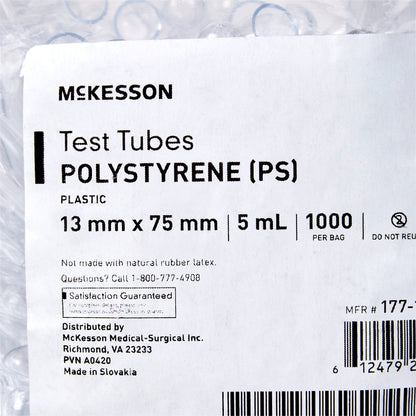 McKESSON
Test Tubes
POLYSTYRENE (PS)
PLASTIC
13 mm x 75 mm | 5 mL | 1000
PER BAG
DO NOT REU
Not made with natural rubber latex.
Questions? Call 1-800-777-4908
Satisfaction Guaranteed
MFR # 177-
Distributed by
McKesson Medical-Surgical Inc.
Richmond, VA 23233
PVN A0420
Made in Slovakia
6 12479 2